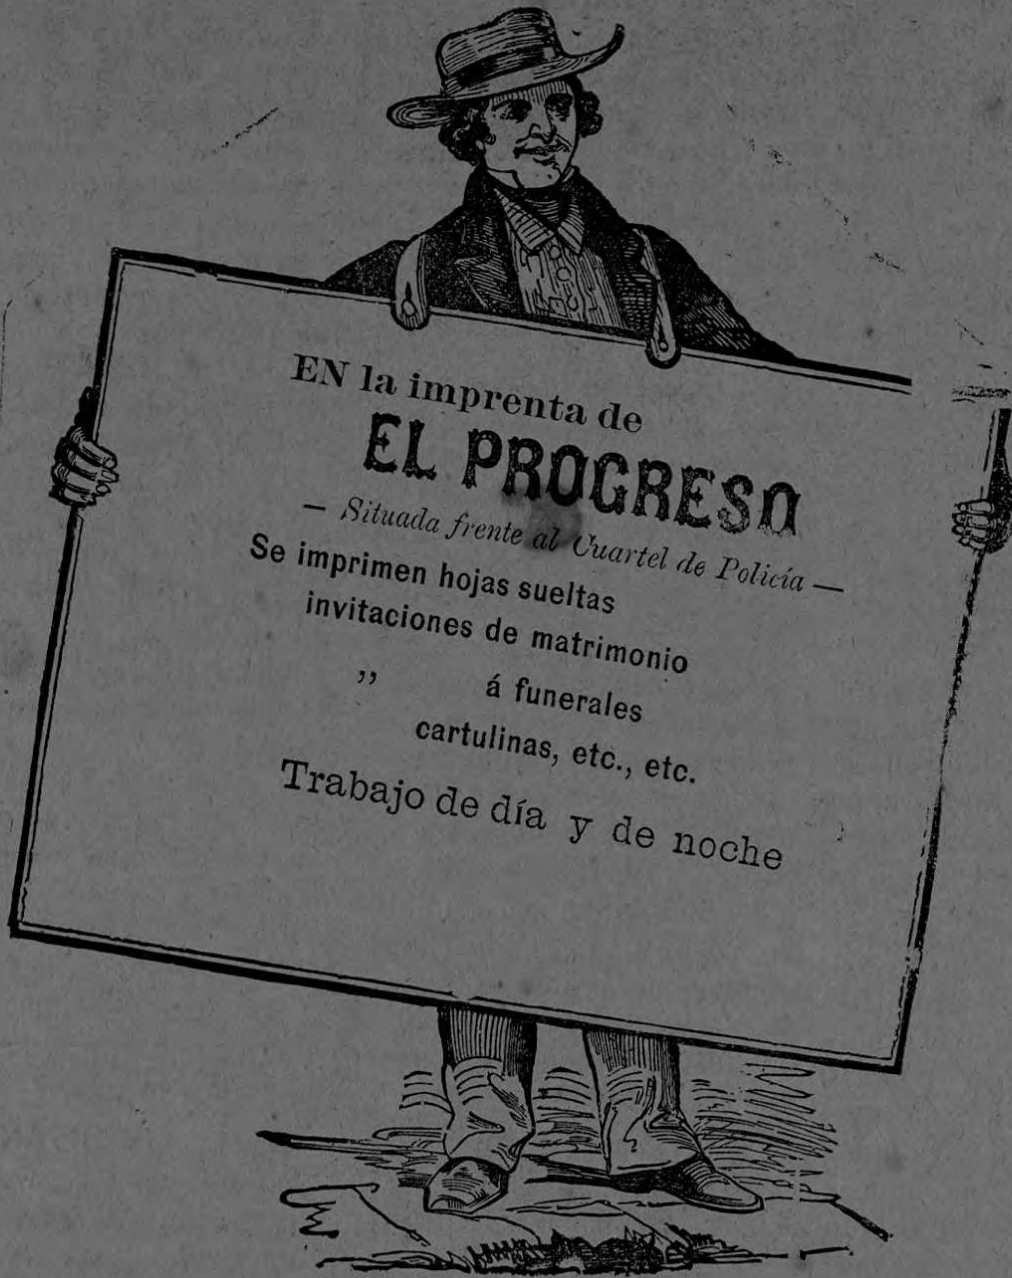 EN la imprenta de
EL PROGRESO
— Situada frente al Cuartel de Policía —
Se imprimen hojas sueltas
invitaciones de matrimonio
„ á funerales
cartulinas, etc., etc.
Trabajo de día y de noche